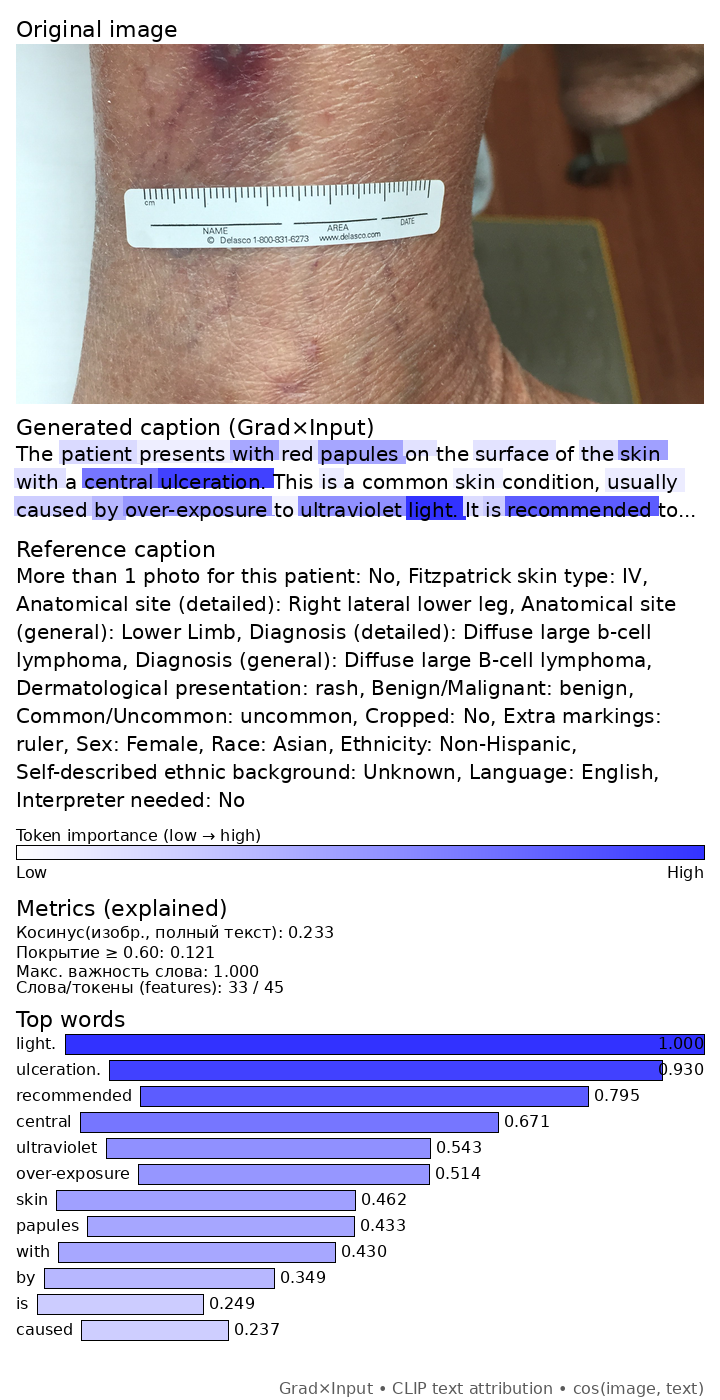 Original image
cm
NAME
AREA
DATE
© Delasco 1-800-831-6273 www.delasco.com
Generated caption (Grad×Input)
The patient presents with red papules on the surface of the skin
with a central ulceration. This is a common skin condition, usually
caused by over-exposure to ultraviolet light. It is recommended to...
Reference caption
More than 1 photo for this patient: No, Fitzpatrick skin type: IV,
Anatomical site (detailed): Right lateral lower leg, Anatomical site
(general): Lower Limb, Diagnosis (detailed): Diffuse large b-cell
lymphoma, Diagnosis (general): Diffuse large B-cell lymphoma,
Dermatological presentation: rash, Benign/Malignant: benign,
Common/Uncommon: uncommon, Cropped: No, Extra markings:
ruler, Sex: Female, Race: Asian, Ethnicity: Non-Hispanic,
Self-described ethnic background: Unknown, Language: English,
Interpreter needed: No
Token importance (low → high)
Low High
Metrics (explained)
Косинус(изобр., полный текст): 0.233
Покрытие ≥ 0.60: 0.121
Макс. важность слова: 1.000
Слова/токены (features): 33 / 45
Top words
light. 1.000
ulceration. 0.930
recommended 0.795
central 0.671
ultraviolet 0.543
over-exposure 0.514
skin 0.462
papules 0.433
with 0.430
by 0.349
is 0.249
caused 0.237
Grad×Input • CLIP text attribution • cos(image, text)